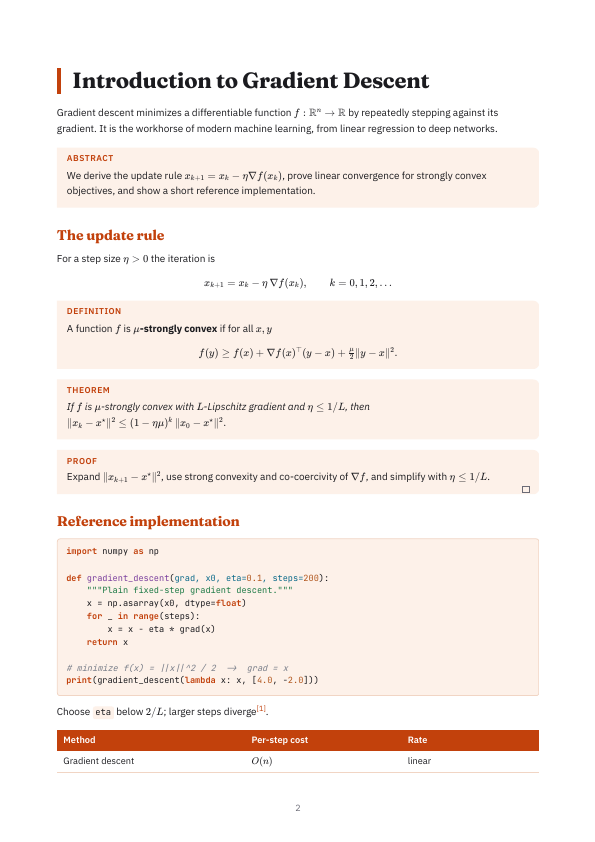 Introduction to Gradient Descent
Gradient descent minimizes a differentiable function f : ℝⁿ → ℝ by repeatedly stepping against its
gradient. It is the workhorse of modern machine learning, from linear regression to deep networks.
ABSTRACT
We derive the update rule xₖ₊₁ = xₖ − η∇f(xₖ), prove linear convergence for strongly convex
objectives, and show a short reference implementation.
The update rule
For a step size η > 0 the iteration is
xₖ₊₁ = xₖ − η ∇f(xₖ),  k = 0, 1, 2, …
DEFINITION
A function f is μ-strongly convex if for all x, y
f(y) ≥ f(x) + ∇f(x)ᵀ(y − x) + μ/2 ‖y − x‖².
THEOREM
If f is μ-strongly convex with L-Lipschitz gradient and η ≤ 1/L, then
‖xₖ − x*‖² ≤ (1 − ημ)ᵏ ‖x₀ − x*‖².
PROOF
Expand ‖xₖ₊₁ − x*‖², use strong convexity and co-coercivity of ∇f, and simplify with η ≤ 1/L.
□
Reference implementation
import numpy as np
def gradient_descent(grad, x0, eta=0.1, steps=200):
    """Plain fixed-step gradient descent."""
    x = np.asarray(x0, dtype=float)
    for _ in range(steps):
        x = x - eta * grad(x)
    return x
# minimize f(x) = ||x||^2 / 2  →  grad = x
print(gradient_descent(lambda x: x, [4.0, -2.0]))
Choose eta below 2/L; larger steps diverge[1].
Method Per-step cost Rate
Gradient descent O(n) linear
2